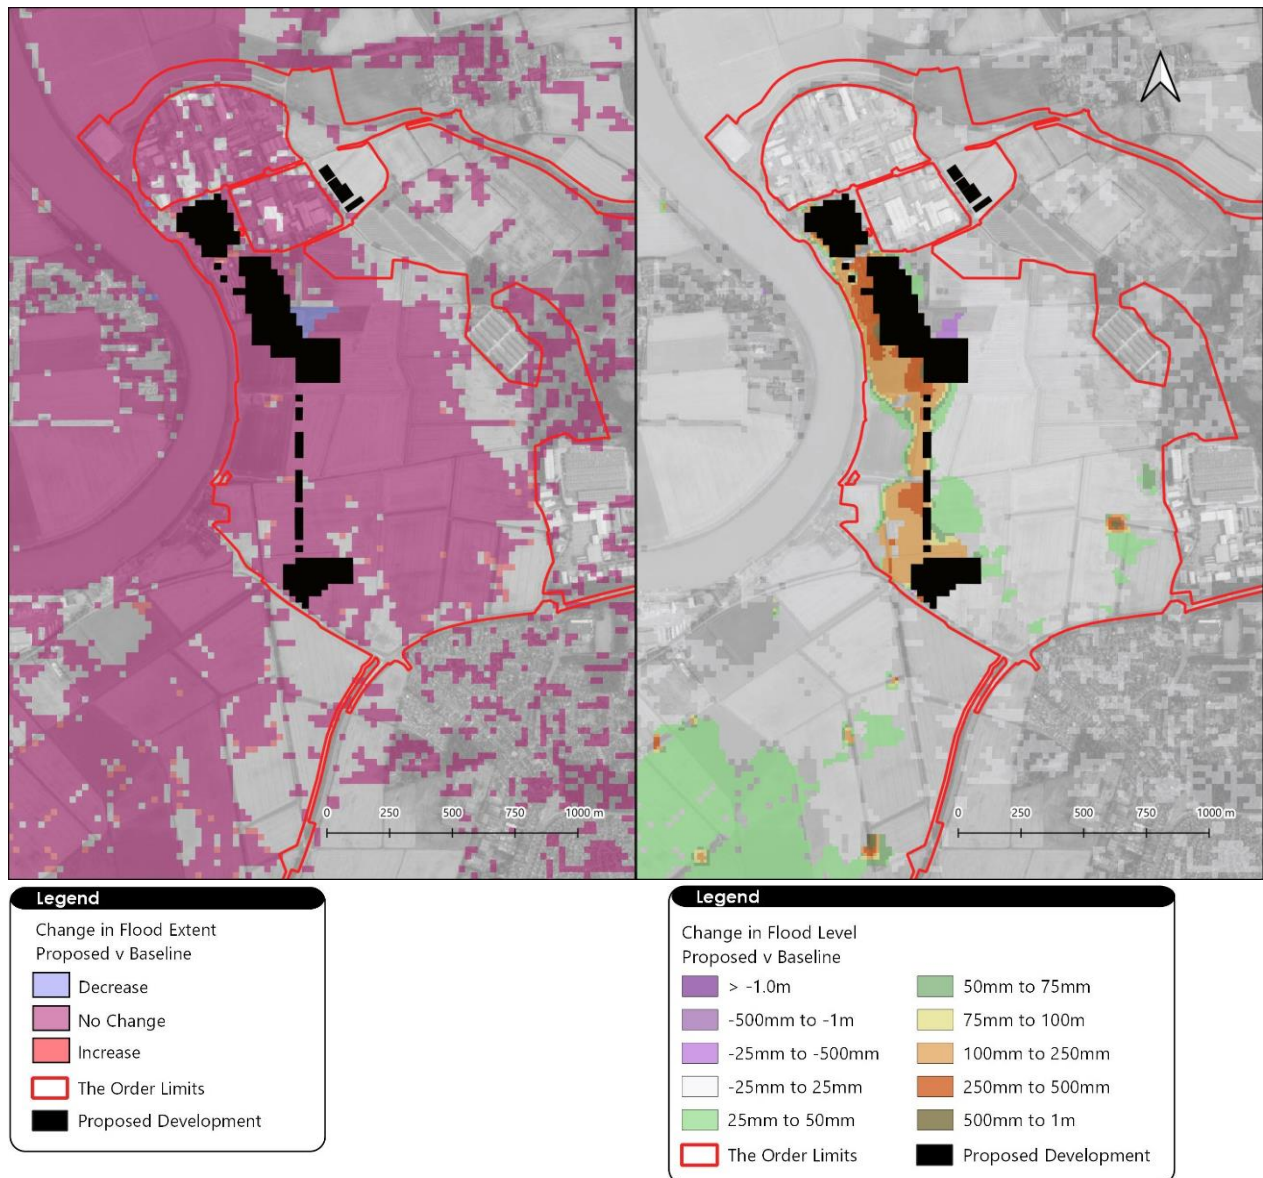 0 250 500 750 1000 m
0 250 500 750 1000 m
Legend
Change in Flood Extent
Proposed v Baseline
Decrease
No Change
Increase
The Order Limits
Proposed Development
Legend
Change in Flood Level
Proposed v Baseline
> -1.0m
-500mm to -1m
-25mm to -500mm
-25mm to 25mm
25mm to 50mm
The Order Limits
50mm to 75mm
75mm to 100m
100mm to 250mm
250mm to 500mm
500mm to 1m
Proposed Development